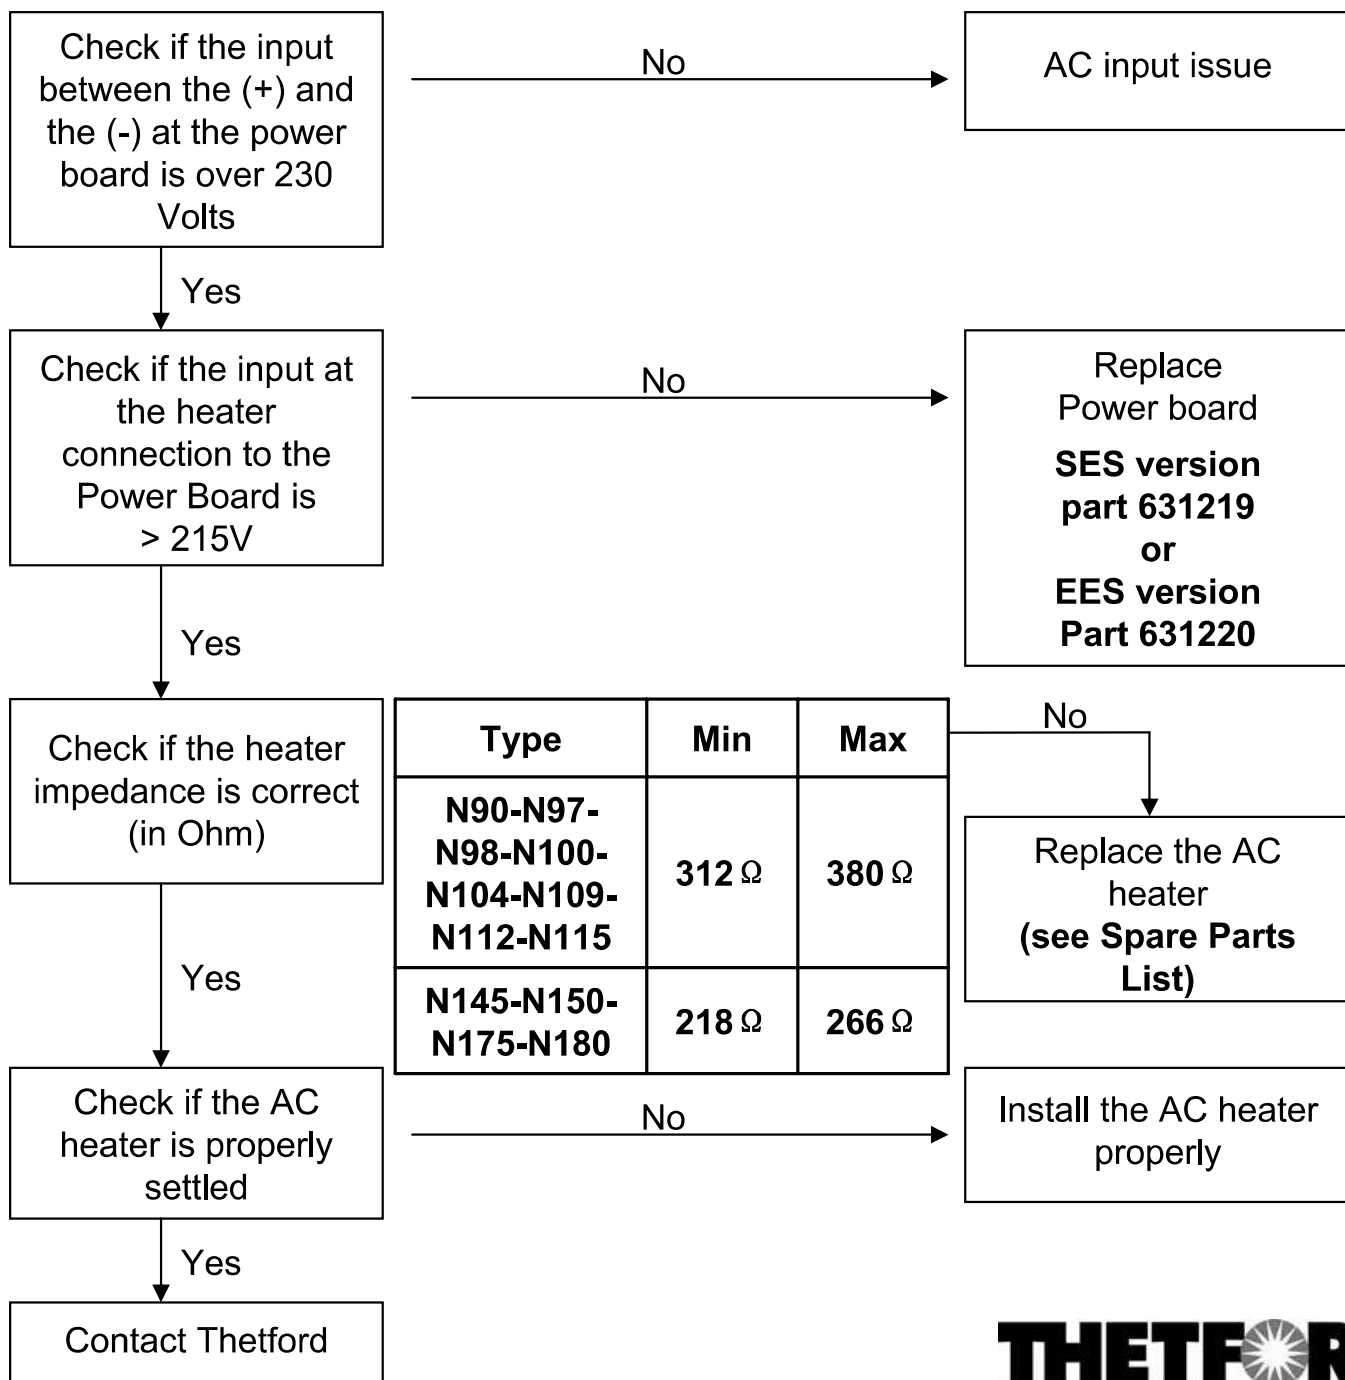 Check if the input
between the (+) and
the (-) at the power
board is over 230
Volts
No
AC input issue
Yes
Check if the input at
the heater
connection to the
Power Board is
> 215V
No
Replace
Power board
SES version
part 631219
or
EES version
Part 631220
Yes
Check if the heater
impedance is correct
(in Ohm)
Type Min Max
N90-N97-
N98-N100-
N104-N109-
N112-N115
312 Ω 380 Ω
N145-N150-
N175-N180
218 Ω 266 Ω
No
Replace the AC
heater
(see Spare Parts
List)
Yes
Check if the AC
heater is properly
settled
No
Install the AC heater
properly
Yes
Contact Thetford
THETFOR